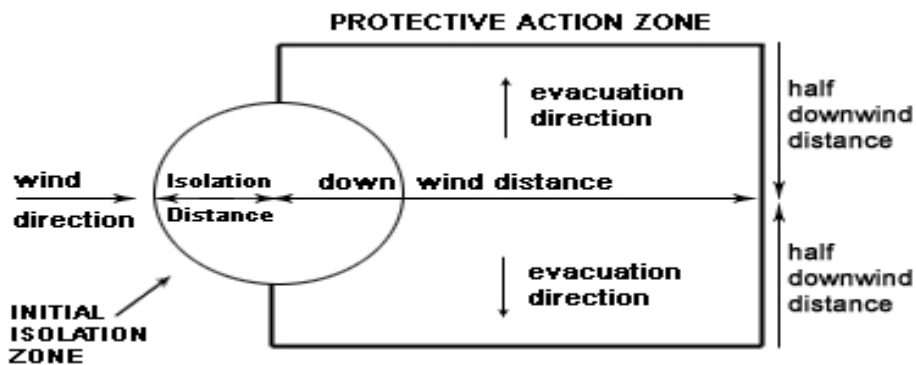 PROTECTIVE ACTION ZONE
evacuation
direction
half
downwind
distance
wind
direction
Isolation
Distance
down wind distance
evacuation
direction
half
downwind
distance
INITIAL
ISOLATION
ZONE